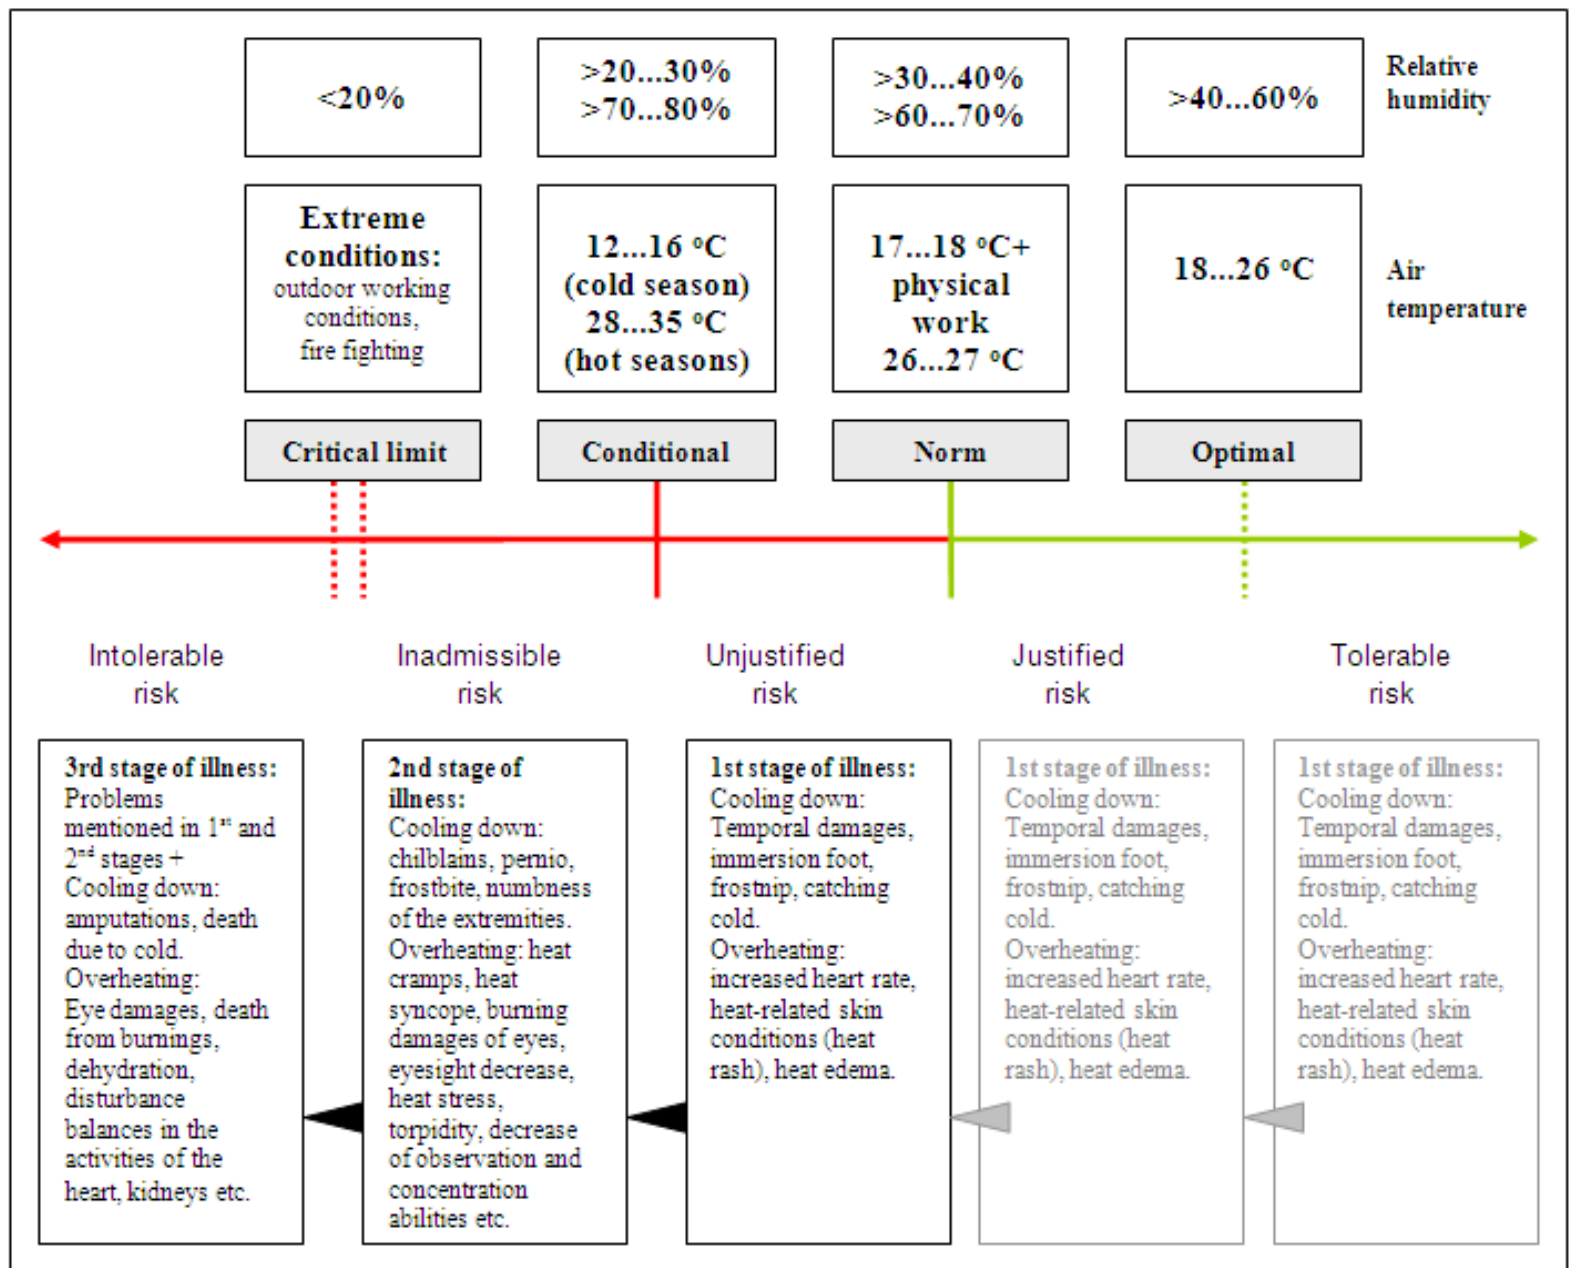 <20%
>20...30%
>70...80%
>30...40%
>60...70%
>40...60%
Relative
humidity
Extreme
conditions:
outdoor working
conditions,
fire fighting
12...16 ºC
(cold season)
28...35 ºC
(hot seasons)
17...18 ºC+
physical
work
26...27 ºC
18...26 ºC
Air
temperature
Critical limit
Conditional
Norm
Optimal
Intolerable
risk
Inadmissible
risk
Unjustified
risk
Justified
risk
Tolerable
risk
3rd stage of illness:
Problems
mentioned in 1st and
2nd stages +
Cooling down:
amputations, death
due to cold.
Overheating:
Eye damages, death
from burnings,
dehydration,
disturbance
balances in the
activities of the
heart, kidneys etc.
2nd stage of
illness:
Cooling down:
chilblains, pernio,
frostbite, numbness
of the extremities.
Overheating: heat
cramps, heat
syncope, burning
damages of eyes,
eyesight decrease,
heat stress,
torpidity, decrease
of observation and
concentration
abilities etc.
1st stage of illness:
Cooling down:
Temporal damages,
immersion foot,
frostnip, catching
cold.
Overheating:
increased heart rate,
heat-related skin
conditions (heat
rash), heat edema.
1st stage of illness:
Cooling down:
Temporal damages,
immersion foot,
frostnip, catching
cold.
Overheating:
increased heart rate,
heat-related skin
conditions (heat
rash), heat edema.
1st stage of illness:
Cooling down:
Temporal damages,
immersion foot,
frostnip, catching
cold.
Overheating:
increased heart rate,
heat-related skin
conditions (heat
rash), heat edema.